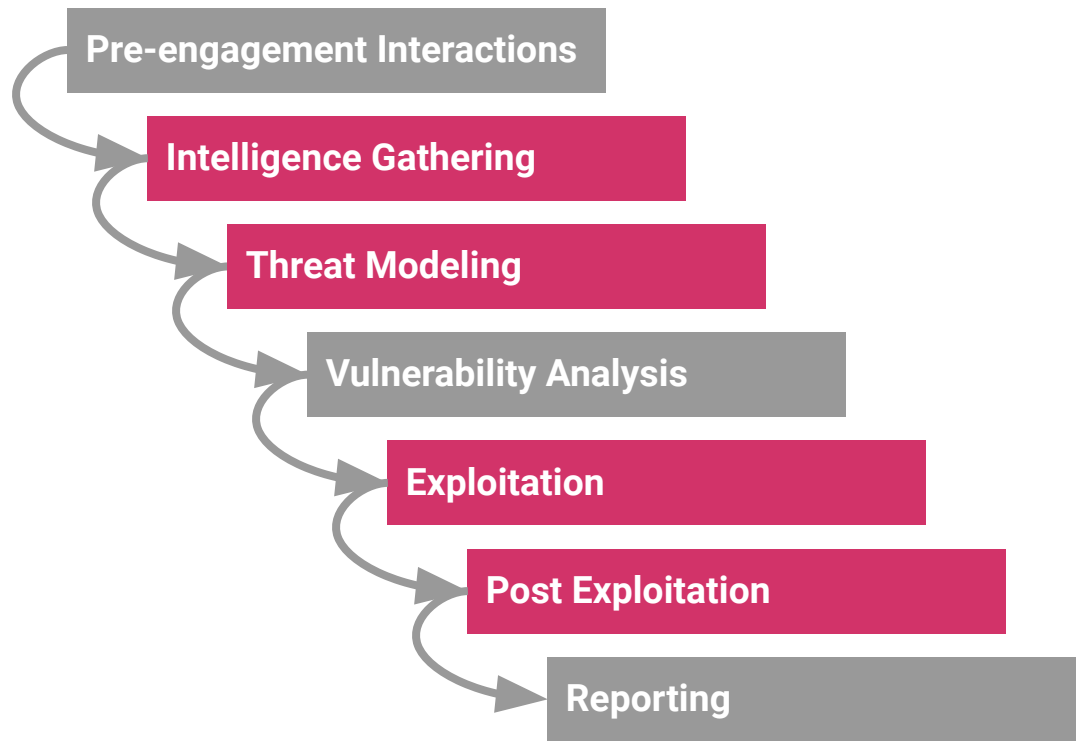 Pre-engagement Interactions
Intelligence Gathering
Threat Modeling
Vulnerability Analysis
Exploitation
Post Exploitation
Reporting